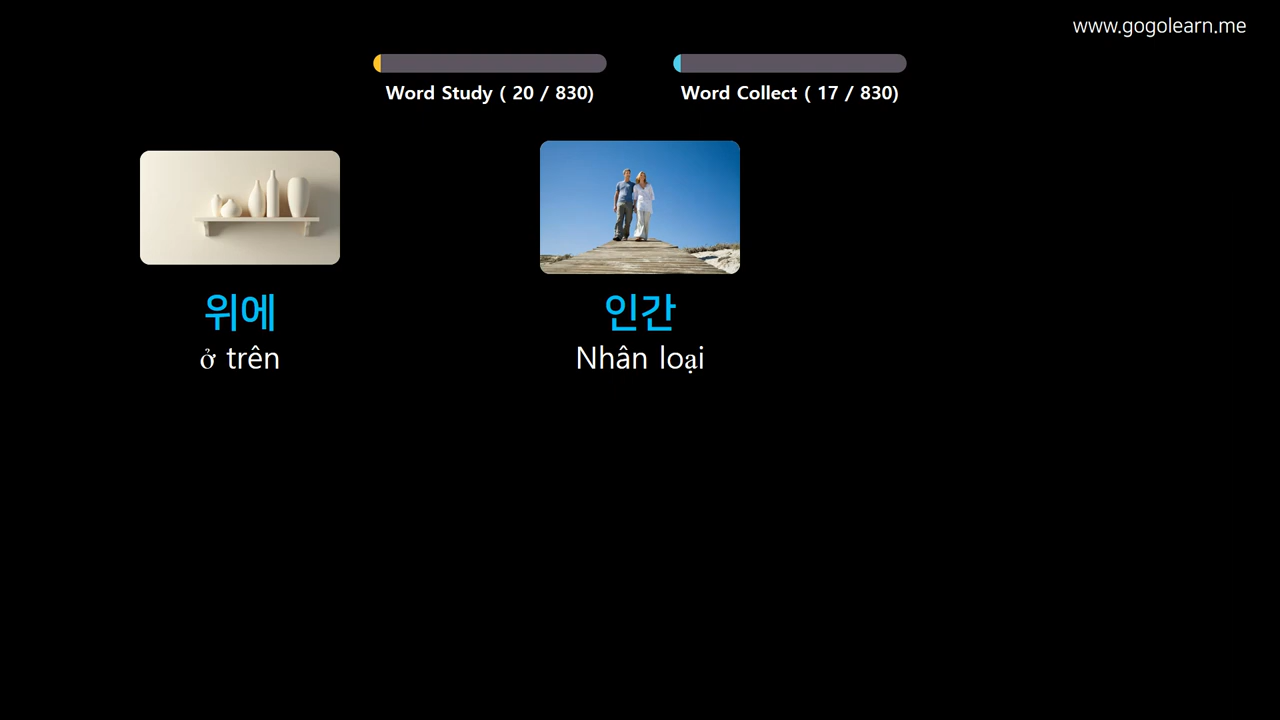 www.gogolearn.me
Word Study ( 20 / 830)
Word Collect ( 17 / 830)
위에
ở trên
인간
Nhân loại